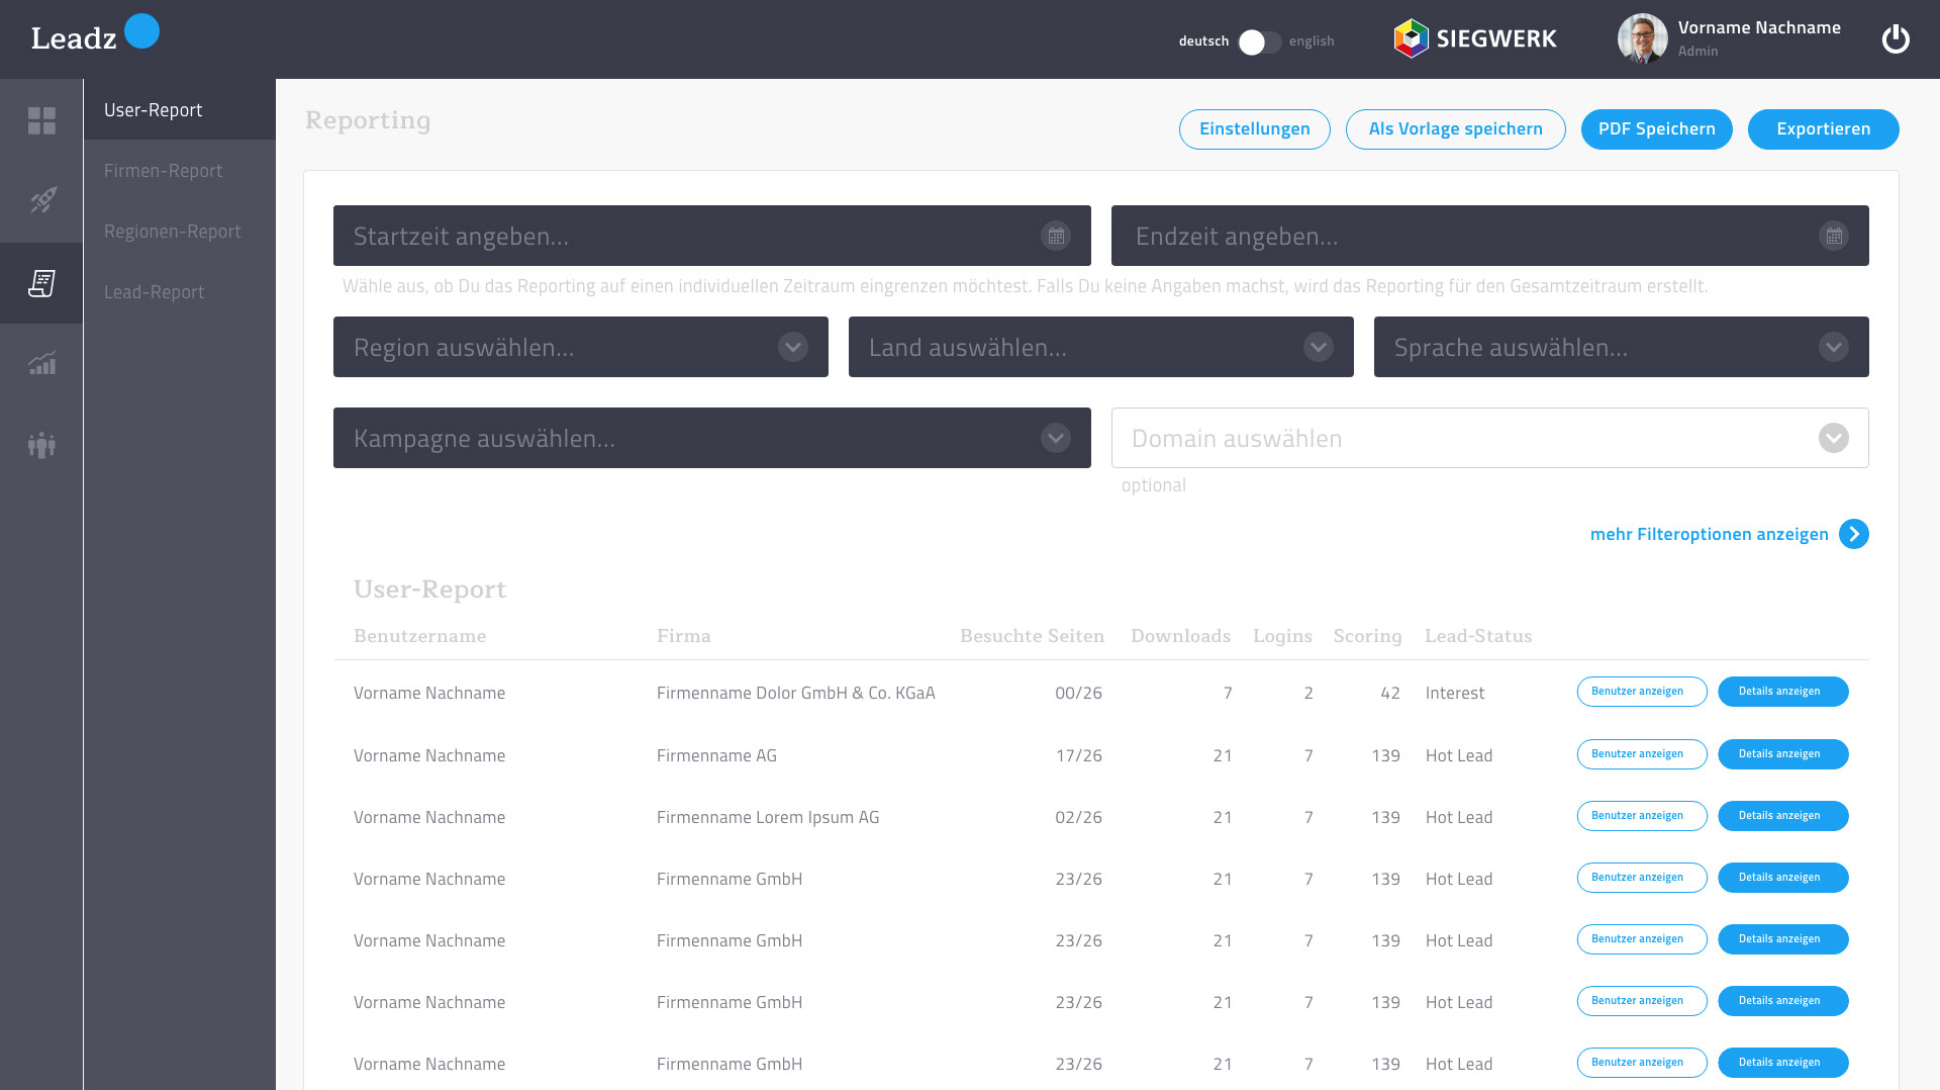 Leadz
deutsch
english
SIEGWERK
Vorname Nachname
Admin
User-Report
Firmen-Report
Regionen-Report
Lead-Report
Reporting
Einstellungen
Als Vorlage speichern
PDF Speichern
Exportieren
Startzeit angeben...
Endzeit angeben...
Wähle aus, ob Du das Reporting auf einen individuellen Zeitraum eingrenzen möchtest. Falls Du keine Angaben machst, wird das Reporting für den Gesamtzeitraum erstellt.
Region auswählen...
Land auswählen...
Sprache auswählen...
Kampagne auswählen...
Domain auswählen
optional
mehr Filteroptionen anzeigen
User-Report
Benutzername Firma Besuchte Seiten Downloads Logins Scoring Lead-Status
Vorname Nachname Firmenname Dolor GmbH & Co. KGaA 00/26 7 2 42 Interest Benutzer anzeigen Details anzeigen
Vorname Nachname Firmenname AG 17/26 21 7 139 Hot Lead Benutzer anzeigen Details anzeigen
Vorname Nachname Firmenname Lorem Ipsum AG 02/26 21 7 139 Hot Lead Benutzer anzeigen Details anzeigen
Vorname Nachname Firmenname GmbH 23/26 21 7 139 Hot Lead Benutzer anzeigen Details anzeigen
Vorname Nachname Firmenname GmbH 23/26 21 7 139 Hot Lead Benutzer anzeigen Details anzeigen
Vorname Nachname Firmenname GmbH 23/26 21 7 139 Hot Lead Benutzer anzeigen Details anzeigen
Vorname Nachname Firmenname GmbH 23/26 21 7 139 Hot Lead Benutzer anzeigen Details anzeigen